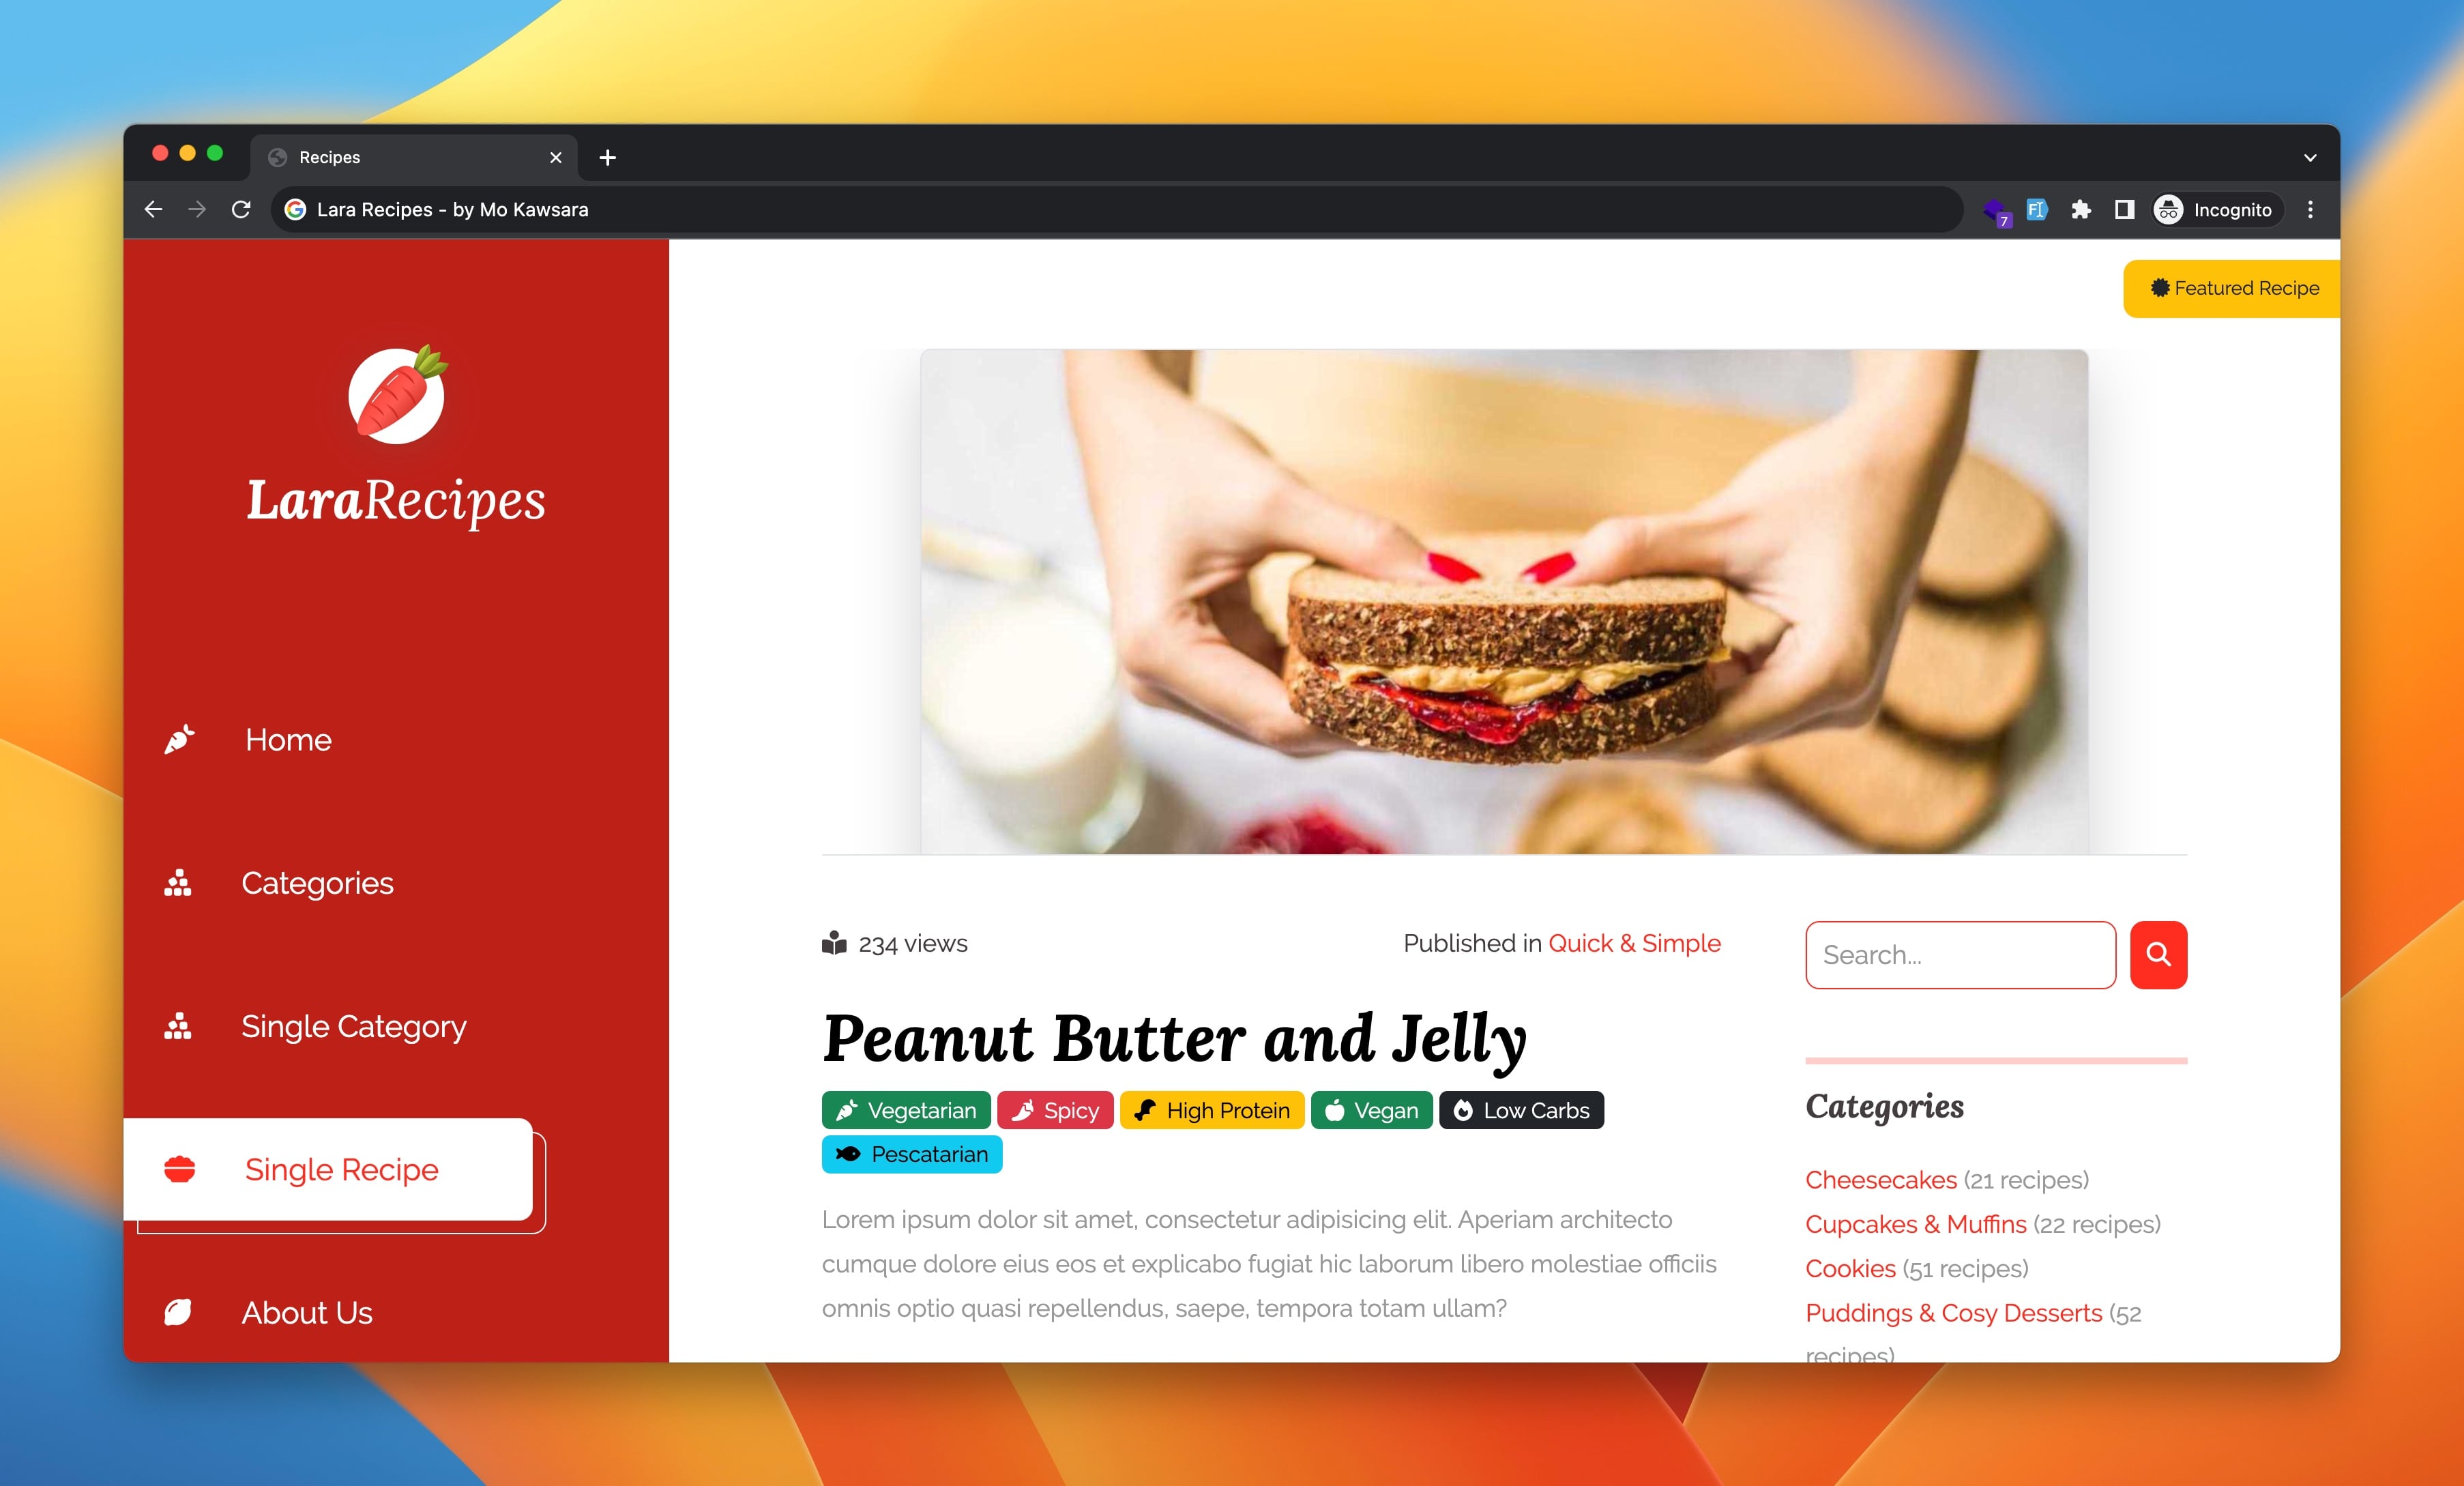 Recipes
Lara Recipes - by Mo Kawsara
7
Incognito
Featured Recipe
LaraRecipes
Home
Categories
Single Category
Single Recipe
About Us
234 views
Published in Quick & Simple
Peanut Butter and Jelly
Vegetarian Spicy High Protein Vegan Low Carbs
Pescatarian
Lorem ipsum dolor sit amet, consectetur adipisicing elit. Aperiam architecto
cumque dolore eius eos et explicabo fugiat hic laborum libero molestiae officiis
omnis optio quasi repellendus, saepe, tempora totam ullam?
Search...
Categories
Cheesecakes (21 recipes)
Cupcakes & Muffins (22 recipes)
Cookies (51 recipes)
Puddings & Cosy Desserts (52
recipes)